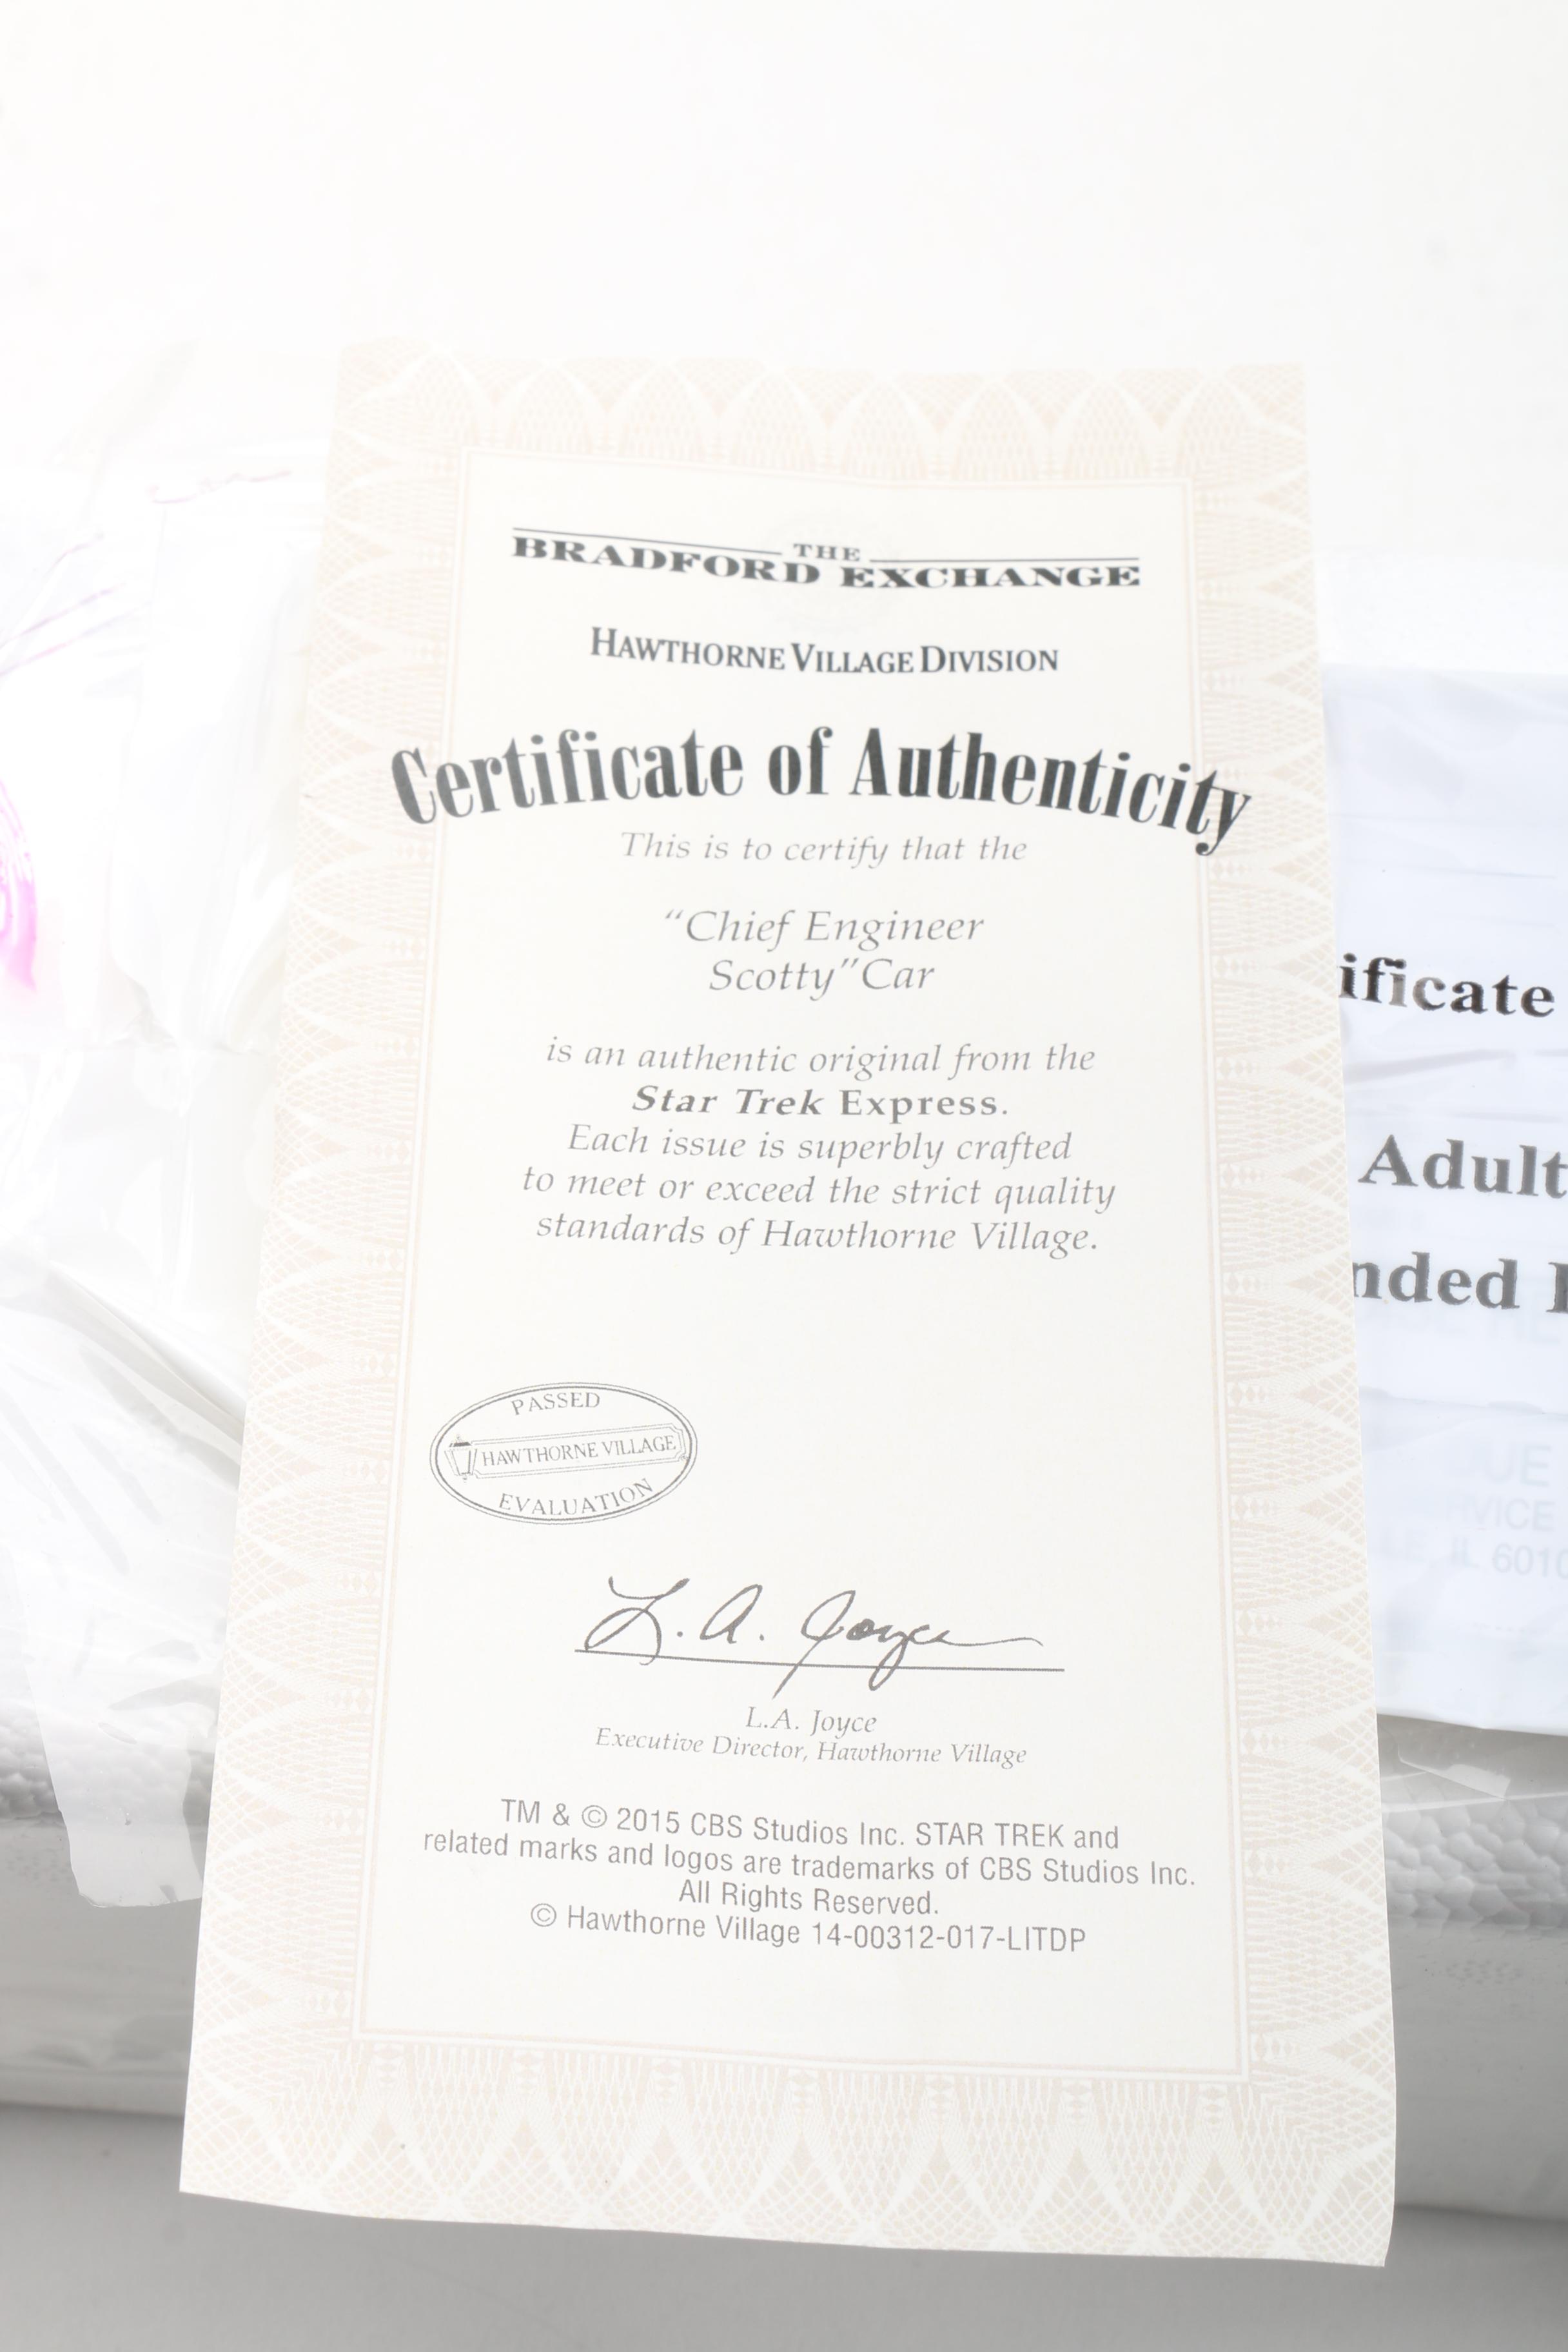 THE
BRADFORD EXCHANGE
HAWTHORNE VILLAGE DIVISION
Certificate of Authenticity
This is to certify that the
“Chief Engineer
Scotty” Car
is an authentic original from the
Star Trek Express.
Each issue is superbly crafted
to meet or exceed the strict quality
standards of Hawthorne Village.
PASSED
HAWTHORNE VILLAGE
EVALUATION
L.A. Joyce
L.A. Joyce
Executive Director, Hawthorne Village
TM & © 2015 CBS Studios Inc. STAR TREK and
related marks and logos are trademarks of CBS Studios Inc.
All Rights Reserved.
© Hawthorne Village 14-00312-017-LITDP
ificate
Adult
nded
IL 6010